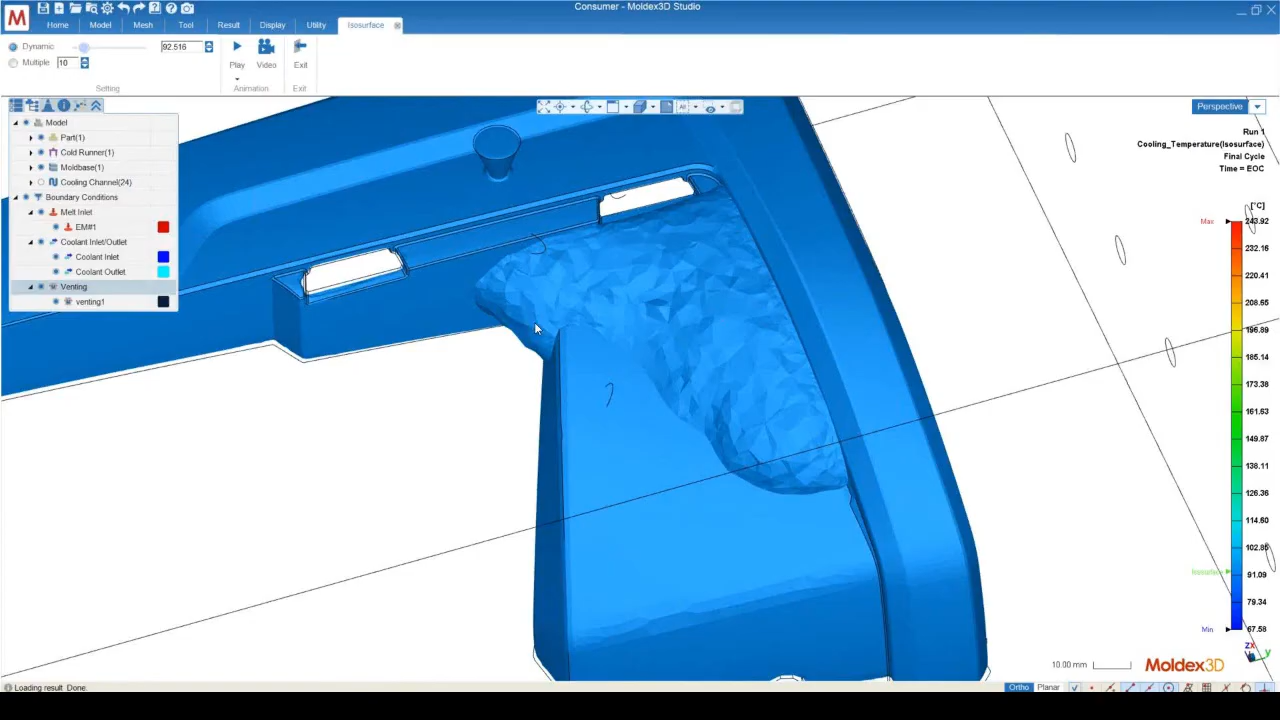 Consumer - Moldex3D Studio
M
Home Model Mesh Tool Result Display Utility Isosurface
Dynamic 92.516
Multiple 10
Play Video Exit
Setting Animation Exit
Perspective
Model
Part(1)
Cold Runner(1)
Moldbase(1)
Cooling Channel(24)
Boundary Conditions
Melt Inlet
EM#1
Coolant Inlet/Outlet
Coolant Inlet
Coolant Outlet
Venting
venting1
Run 1
Cooling_Temperature(Isosurface)
Final Cycle
Time = EOC
[°C]
Max 243.92
232.16
220.41
208.65
196.89
185.14
173.38
161.63
149.87
138.11
126.36
114.60
102.85
Isosurface
91.09
79.34
Min 67.58
10.00 mm
Moldex3D
Loading result Done.
Ortho Planar